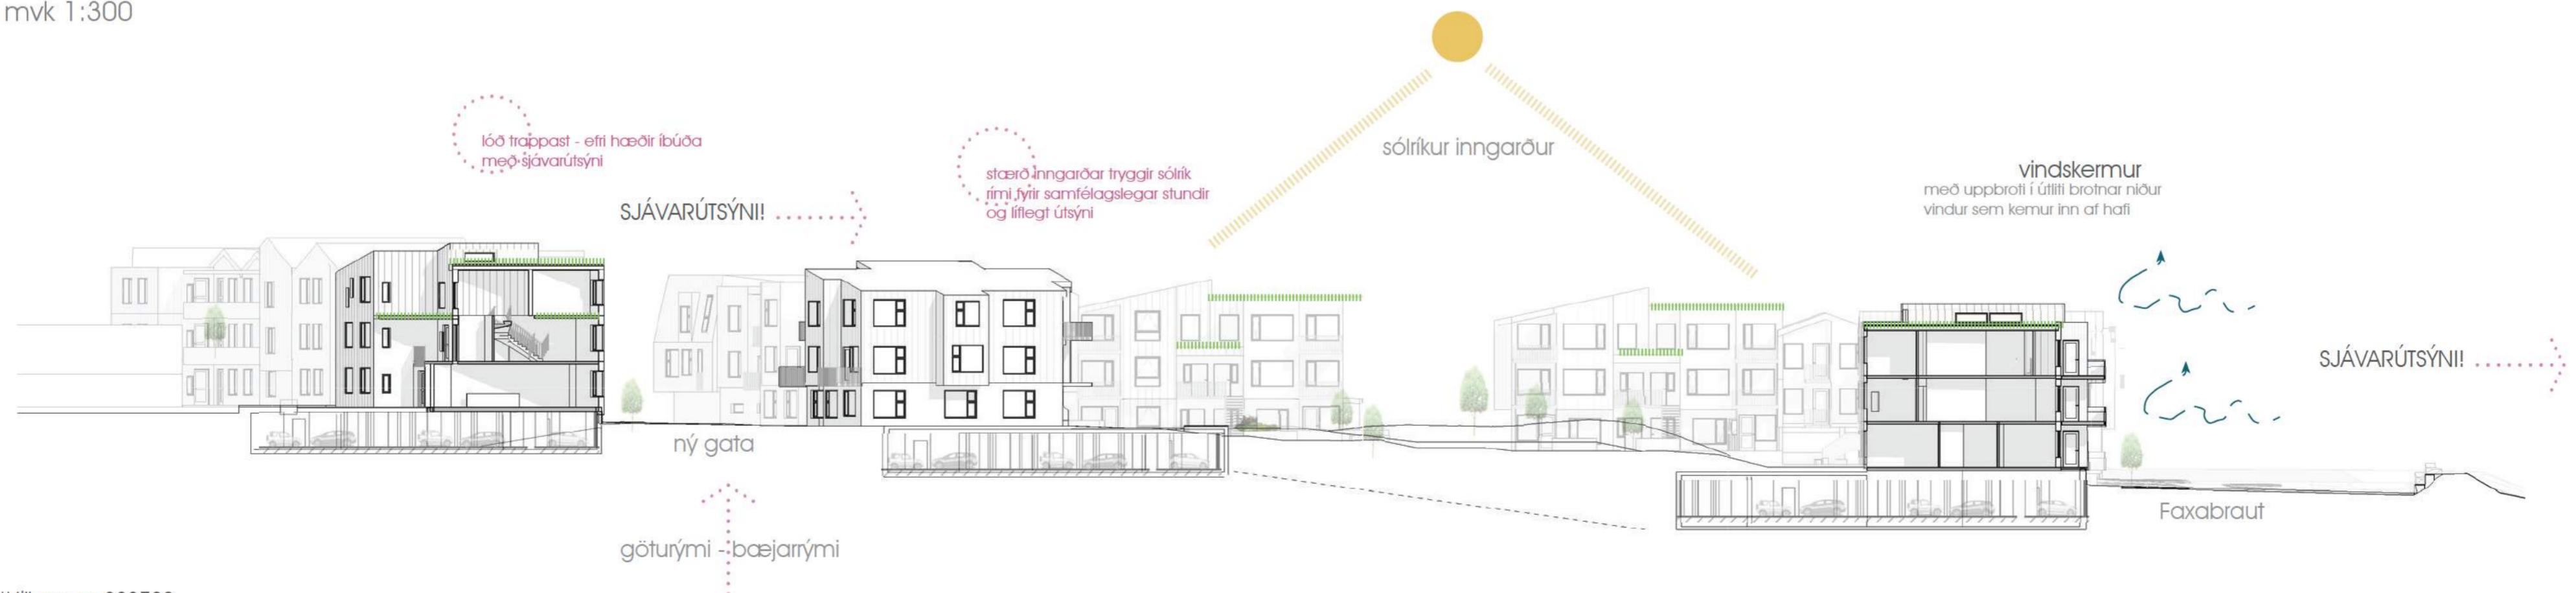 mvk 1:300
lóð trappast - efri hæðir íbúða
með sjávarútsýni
SJÁVARÚTSÝNI!
stærð inngarðar tryggir sólrík
rími fyrir samfélagslegar stundir
og líflegt útsýni
sólríkur inngarður
vindskermur
með uppbroti í útliti brotnar niður
vindur sem kemur inn af hafi
SJÁVARÚTSÝNI!
ný gata
Faxabraut
göturými - bæjarrými